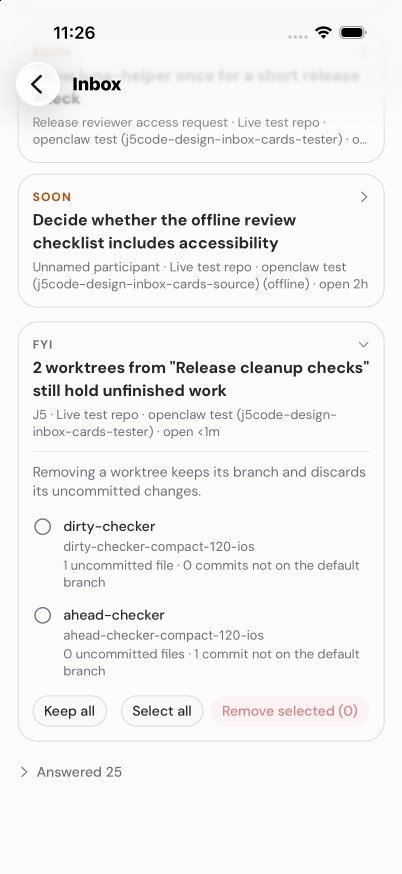 11:26
Inbox
once for a short release
Release reviewer access request · Live test repo ·
openclaw test (j5code-design-inbox-cards-tester) · o...
SOON
Decide whether the offline review
checklist includes accessibility
Unnamed participant · Live test repo · openclaw test
(j5code-design-inbox-cards-source) (offline) · open 2h
FYI
2 worktrees from "Release cleanup checks"
still hold unfinished work
J5 · Live test repo · openclaw test (j5code-design-
inbox-cards-tester) · open <1m
Removing a worktree keeps its branch and discards
its uncommitted changes.
dirty-checker
dirty-checker-compact-120-ios
1 uncommitted file · 0 commits not on the default
branch
ahead-checker
ahead-checker-compact-120-ios
0 uncommitted files · 1 commit not on the default
branch
Keep all
Select all
Remove selected (0)
Answered 25